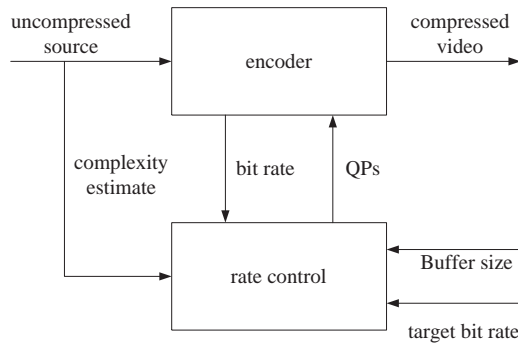 uncompressed
source
compressed
video
encoder
complexity
estimate
bit rate
QPs
rate control
Buffer size
target bit rate